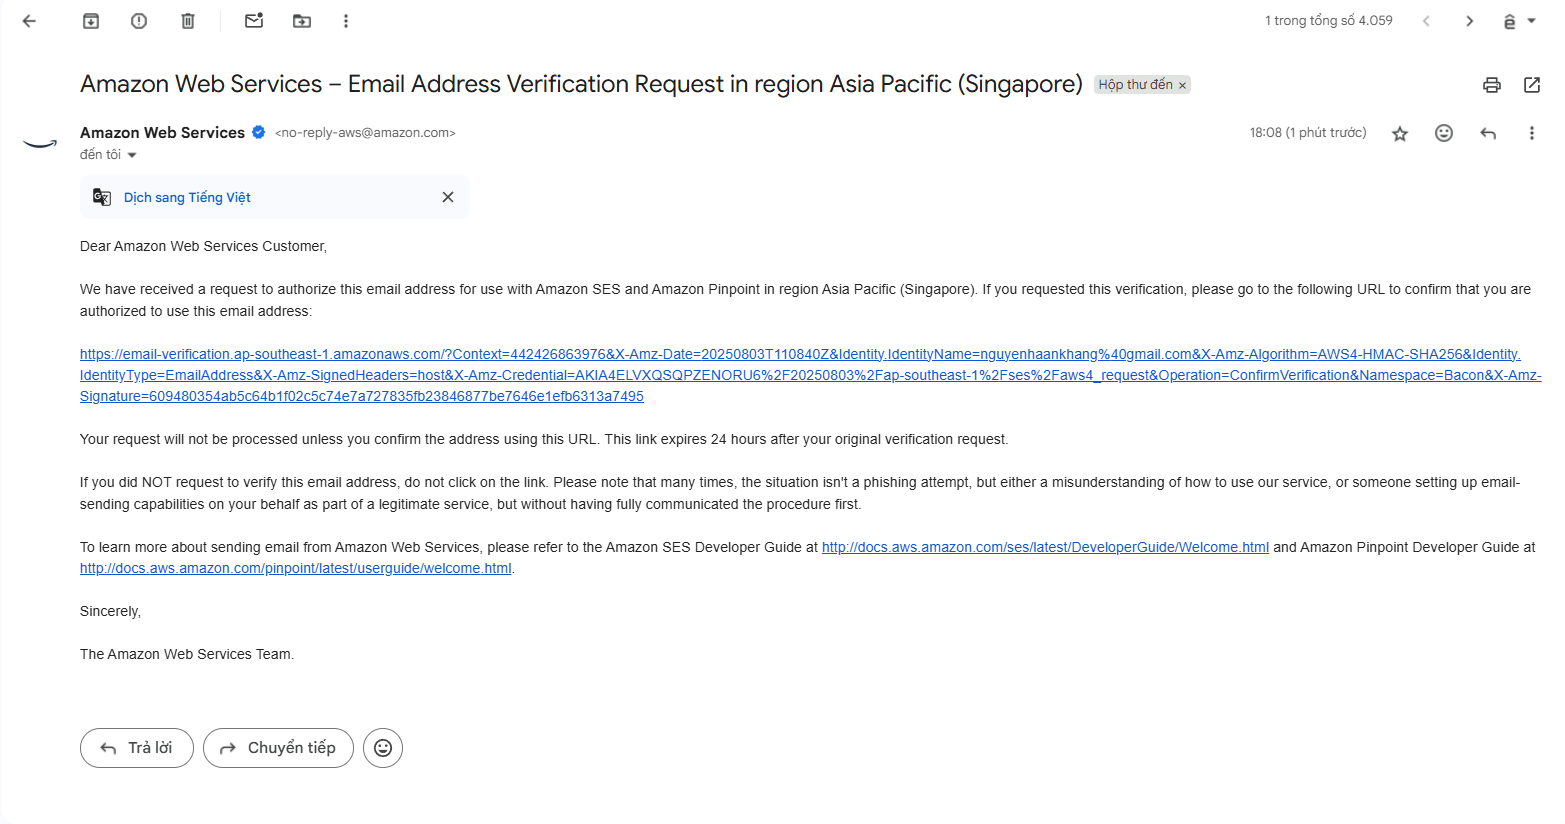 1 trong tổng số 4.059
Amazon Web Services – Email Address Verification Request in region Asia Pacific (Singapore)
Hộp thư đến ×
Amazon Web Services <no-reply-aws@amazon.com>
18:08 (1 phút trước)
đến tôi
Dịch sang Tiếng Việt
Dear Amazon Web Services Customer,
We have received a request to authorize this email address for use with Amazon SES and Amazon Pinpoint in region Asia Pacific (Singapore). If you requested this verification, please go to the following URL to confirm that you are
authorized to use this email address:
https://email-verification.ap-southeast-1.amazonaws.com/?Context=442426863976&X-Amz-Date=20250803T110840Z&Identity.IdentityName=nguyenhaankhang%40gmail.com&X-Amz-Algorithm=AWS4-HMAC-SHA256&Identity.
IdentityType=EmailAddress&X-Amz-SignedHeaders=host&X-Amz-Credential=AKIA4ELVXQSQPZENORU6%2F20250803%2Fap-southeast-1%2Fses%2Faws4_request&Operation=ConfirmVerification&Namespace=Bacon&X-Amz-
Signature=609480354ab5c64b1f02c5c74e7a727835fb23846877be7646e1efb6313a7495
Your request will not be processed unless you confirm the address using this URL. This link expires 24 hours after your original verification request.
If you did NOT request to verify this email address, do not click on the link. Please note that many times, the situation isn't a phishing attempt, but either a misunderstanding of how to use our service, or someone setting up email-
sending capabilities on your behalf as part of a legitimate service, but without having fully communicated the procedure first.
To learn more about sending email from Amazon Web Services, please refer to the Amazon SES Developer Guide at http://docs.aws.amazon.com/ses/latest/DeveloperGuide/Welcome.html and Amazon Pinpoint Developer Guide at
http://docs.aws.amazon.com/pinpoint/latest/userguide/welcome.html.
Sincerely,
The Amazon Web Services Team.
Trả lời
Chuyển tiếp